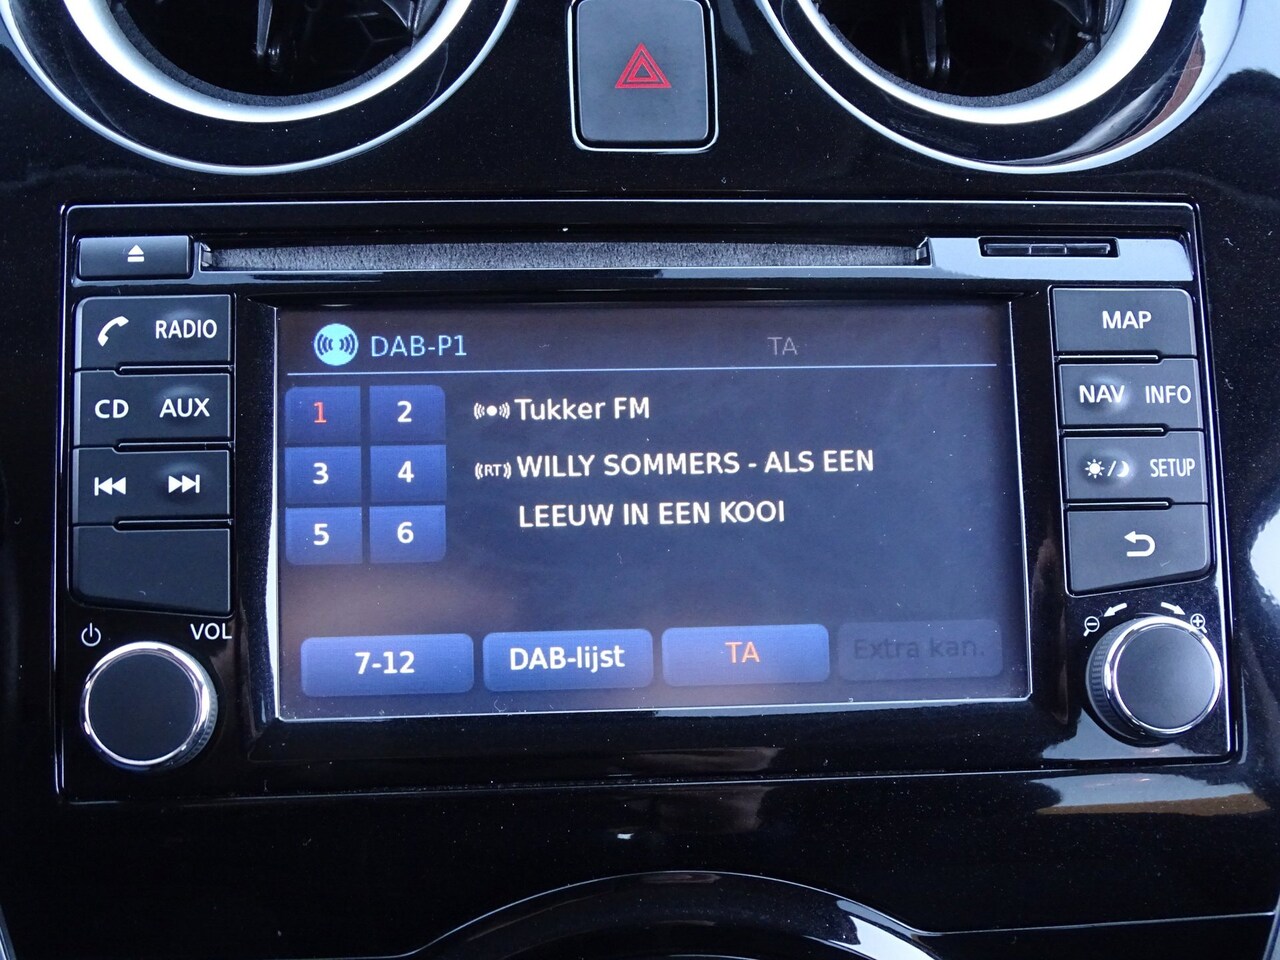 RADIO
CD AUX
VOL
DAB-P1 TA
1 2
3 4
5 6
Tukker FM
RT WILLY SOMMERS - ALS EEN
LEEUW IN EEN KOOI
7-12 DAB-lijst TA Extra kan.
MAP
NAV INFO
SETUP